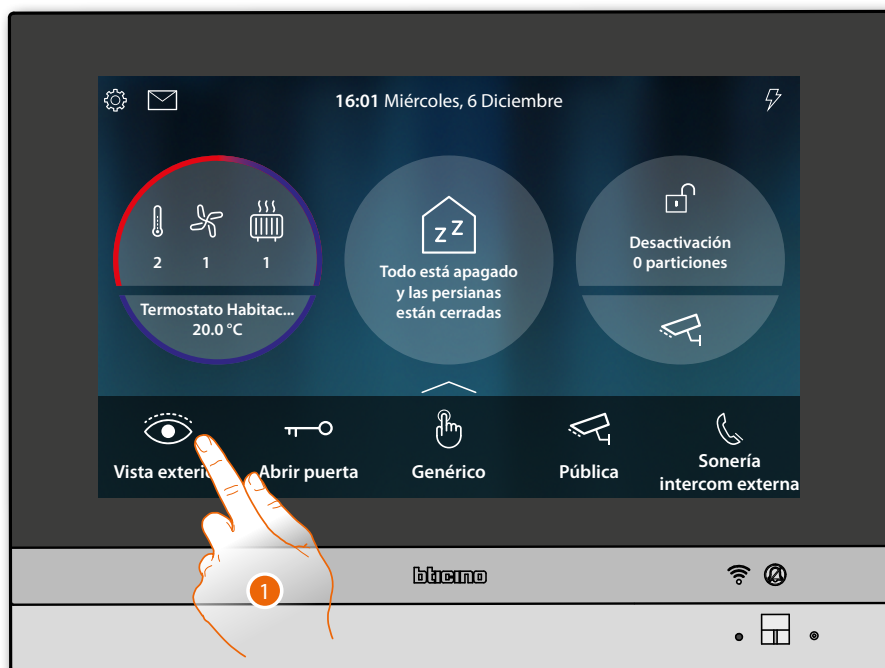 16:01 Miércoles, 6 Diciembre
2 1 1
Termostato Habitac...
20.0 °C
z Z
Todo está apagado
y las persianas
están cerradas
Desactivación
0 particiones
Vista exteri
Abrir puerta
Genérico
Pública
Sonería
intercom externa
bticino
1